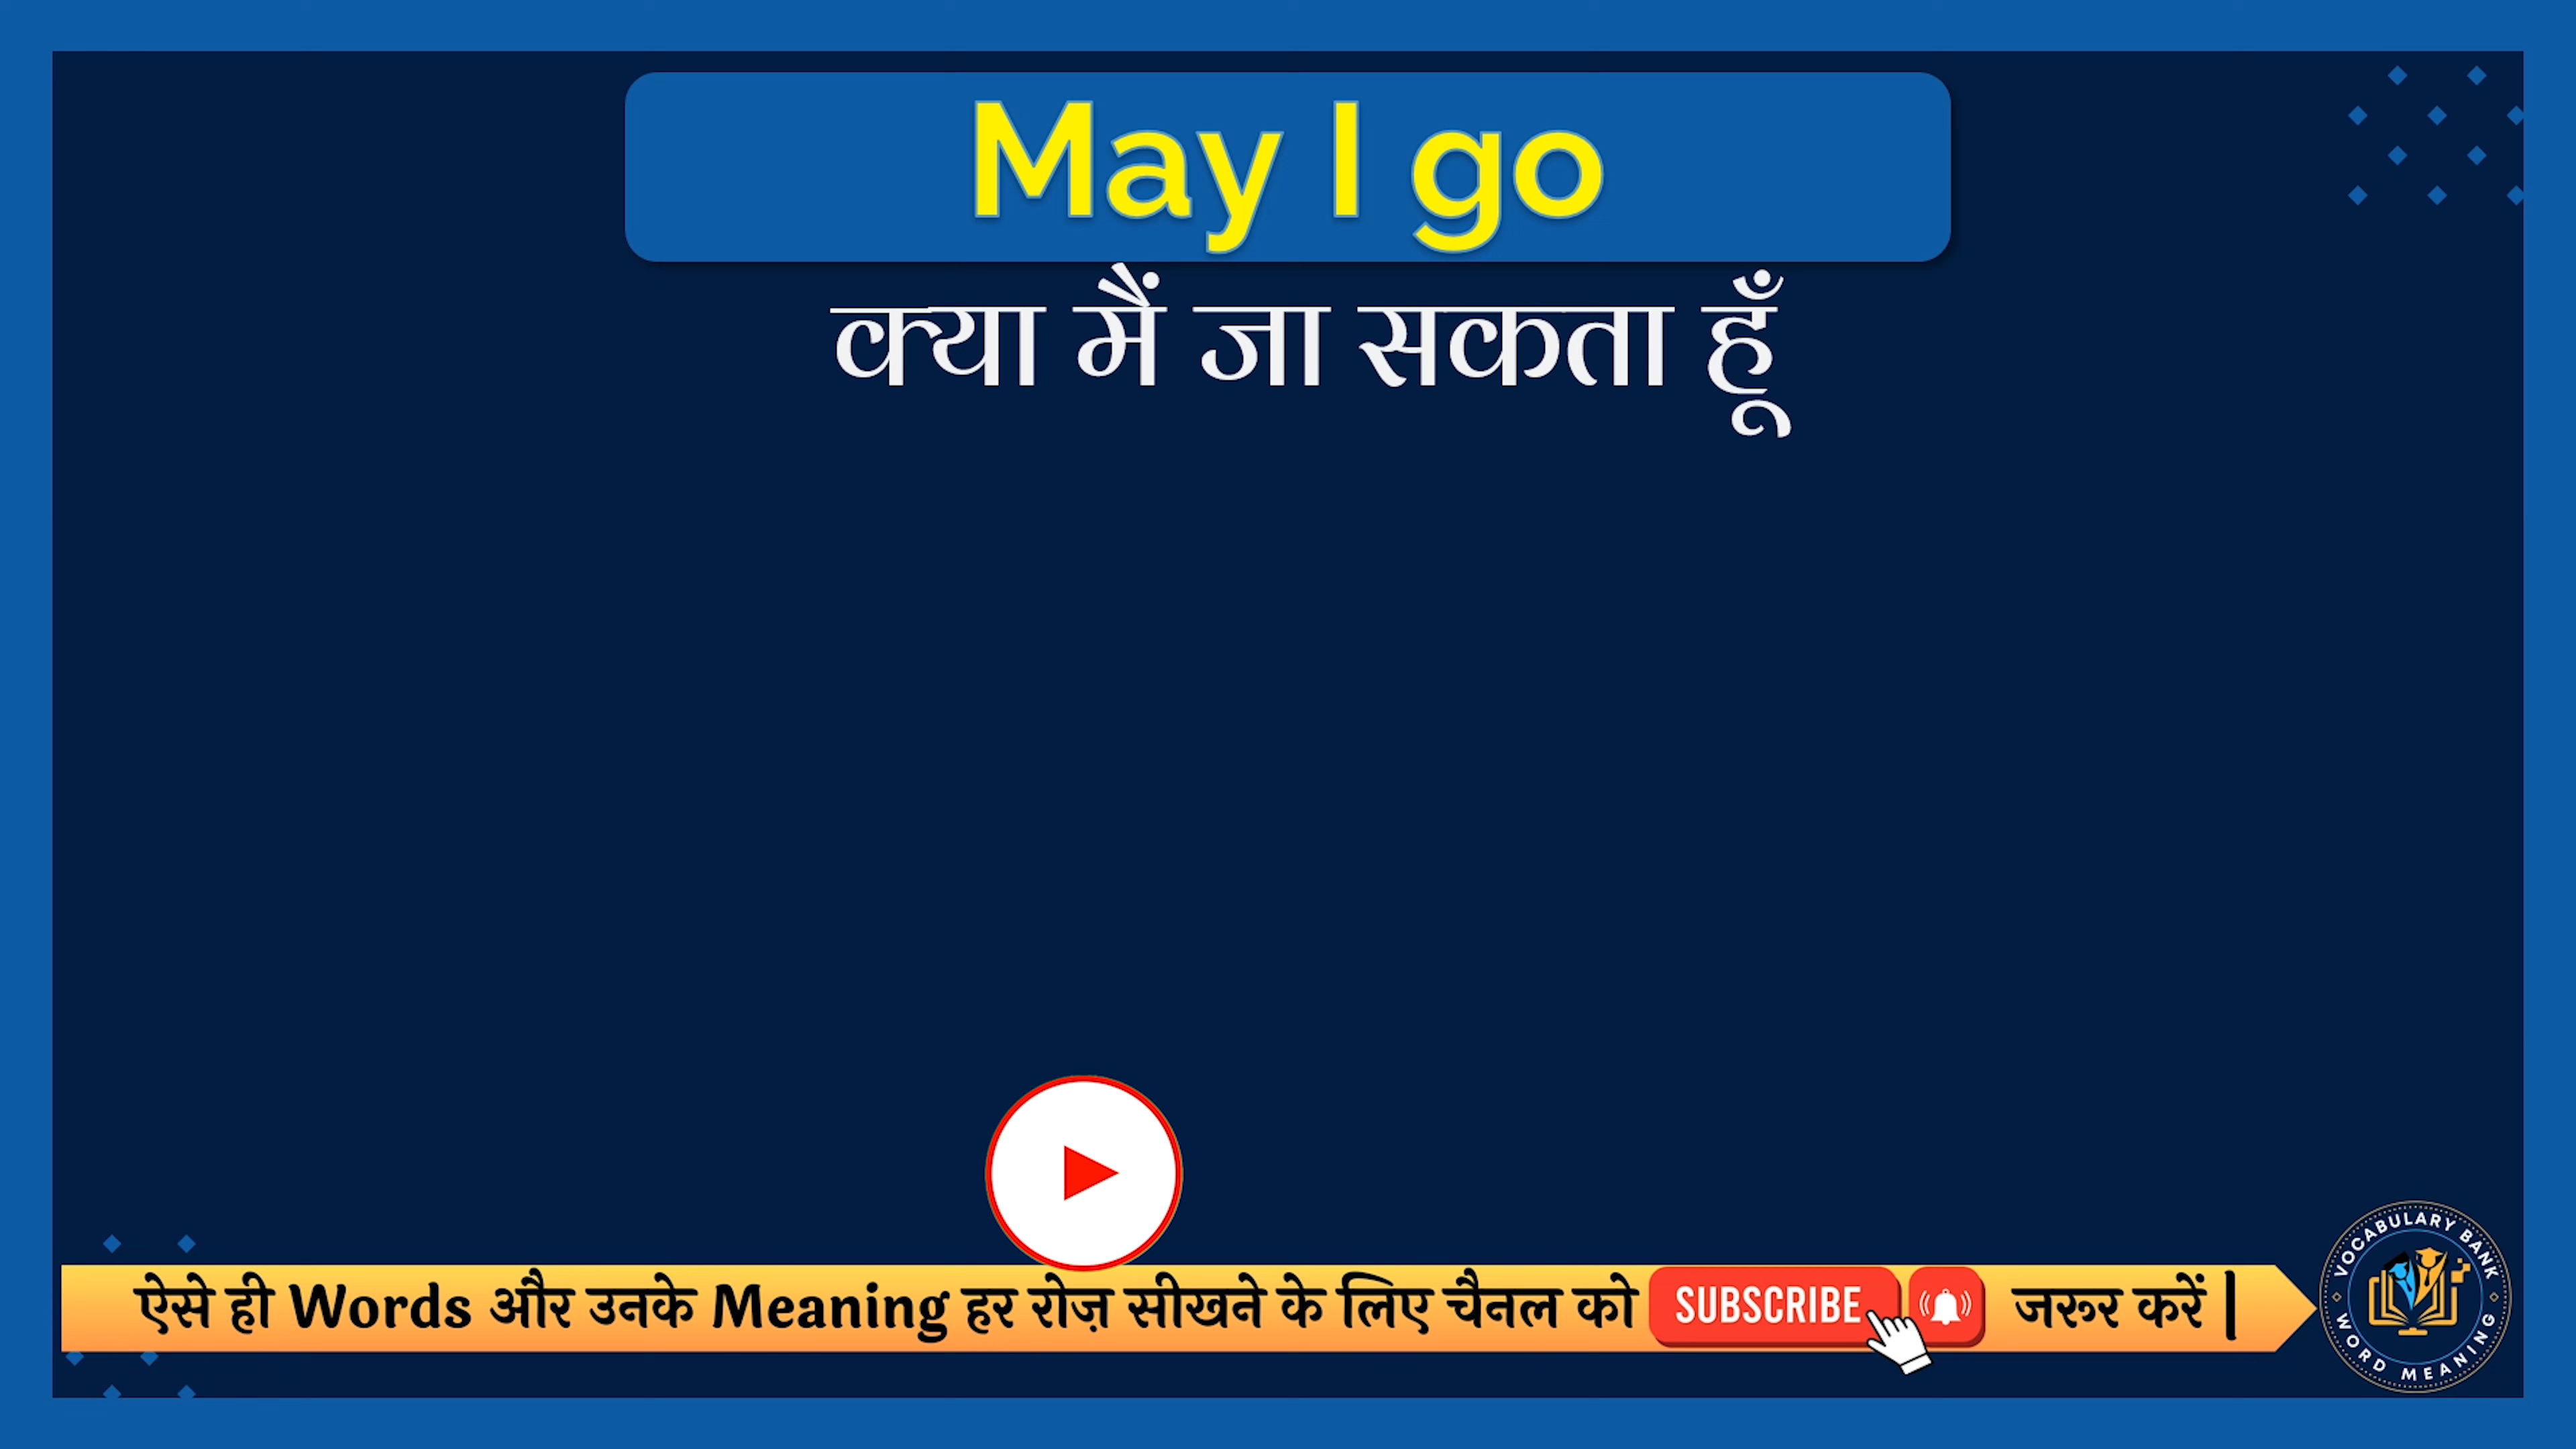 May I go
क्या मैं जा सकता हूँ
ऐसे ही Words और उनके Meaning हर रोज़ सीखने के लिए चैनल को SUBSCRIBE जरूर करें |
VOCABULARY BANK
WORD MEANING